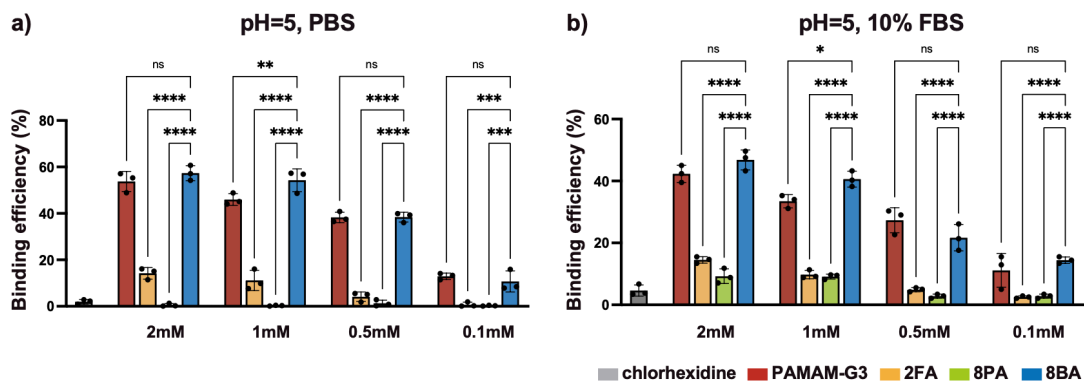 a)
pH=5, PBS
ns
**
ns
ns
****
****
****
***
****
****
****
***
Binding efficiency (%)
80
60
40
20
0
2mM
1mM
0.5mM
0.1mM
b)
pH=5, 10% FBS
ns
*
ns
ns
****
****
****
****
****
****
****
****
Binding efficiency (%)
60
40
20
0
2mM
1mM
0.5mM
0.1mM
chlorhexidine PAMAM-G3 2FA 8PA 8BA